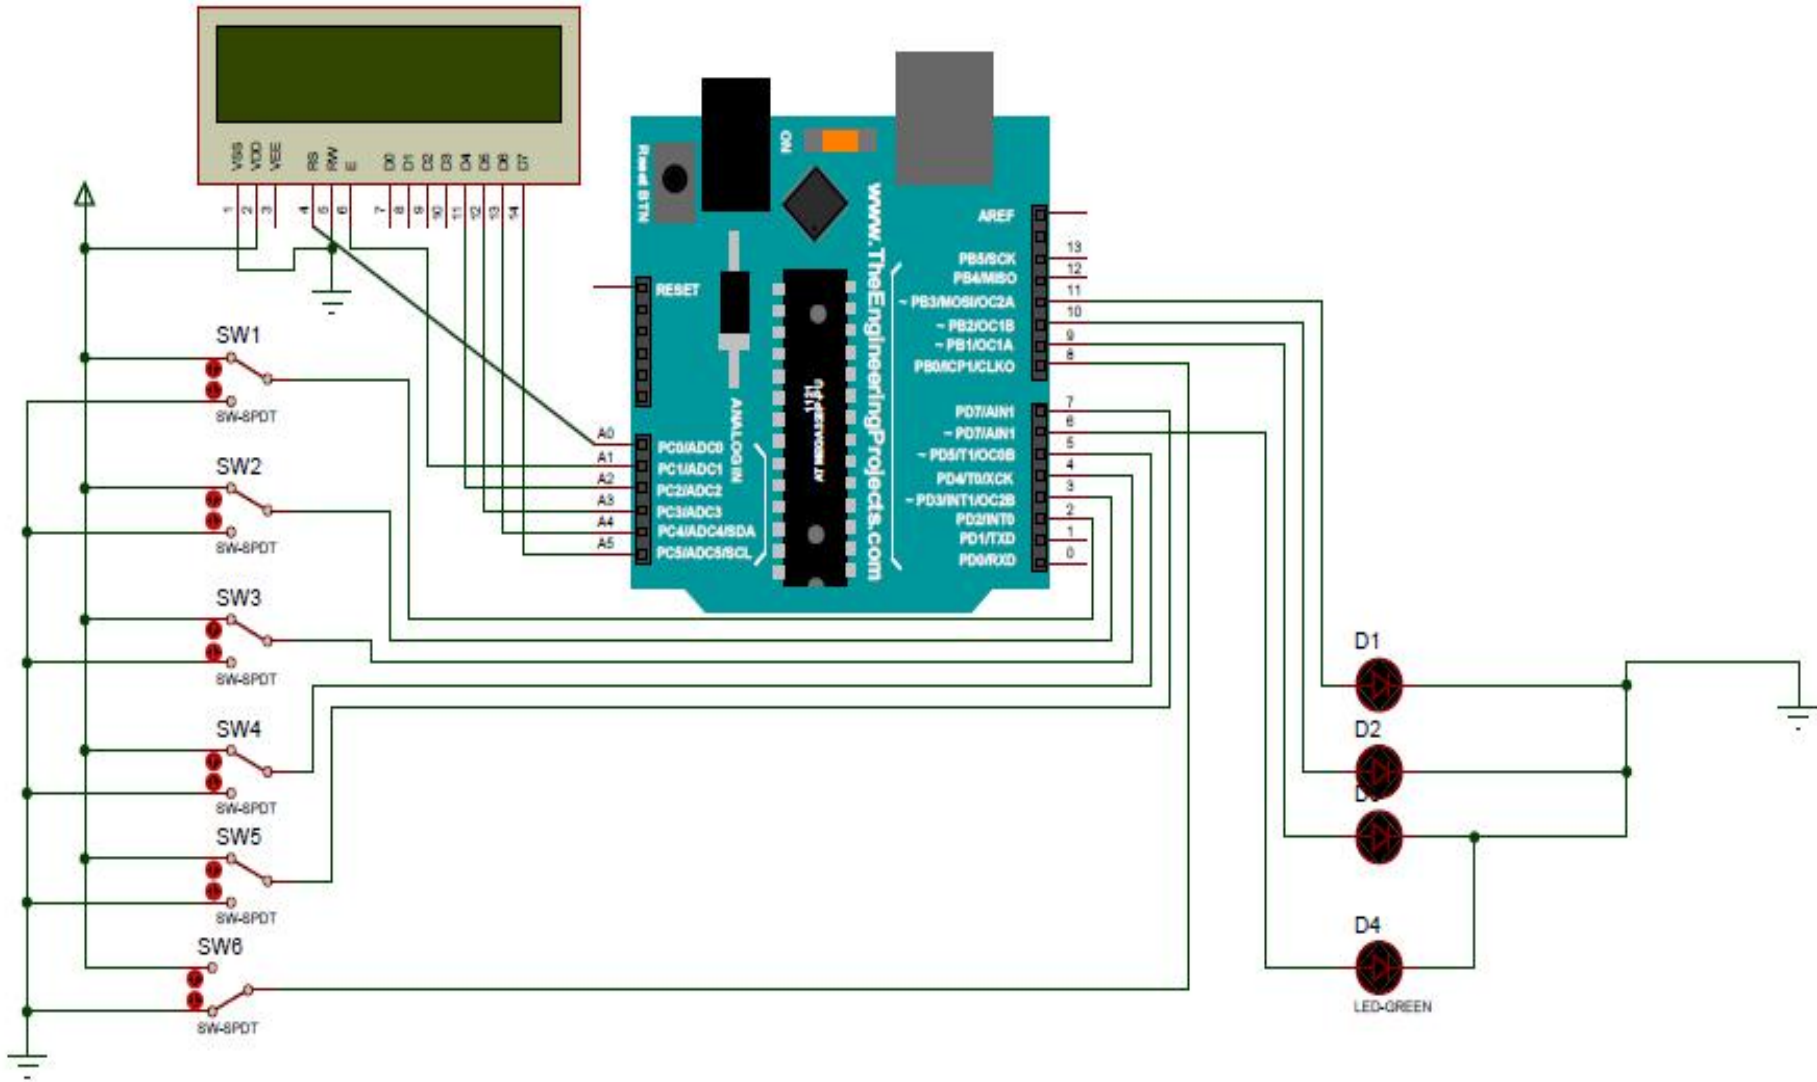 VSS
VDD
VEE
RS
RW
E
D0
D1
D2
D3
D4
D5
D6
D7
1
2
3
4
5
6
7
8
9
10
11
12
13
14
SW1
SW-SPDT
SW2
SW-SPDT
SW3
SW-SPDT
SW4
SW-SPDT
SW5
SW-SPDT
SW6
SW-SPDT
Reset BTN
ON
www.TheEngineeringProjects.com
RESET
ANALOG IN
A0
A1
A2
A3
A4
A5
PC0/ADC0
PC1/ADC1
PC2/ADC2
PC3/ADC3
PC4/ADC4/SDA
PC5/ADC5/SCL
1121
AREF
PB5/SCK
PB4/MISO
~ PB3/MOSI/OC2A
~ PB2/OC1B
~ PB1/OC1A
PB0/ICP1/CLKO
PD7/AIN1
~ PD7/AIN1
~ PD5/T1/OC0B
PD4/T0/XCK
~ PD3/INT1/OC2B
PD2/INT0
PD1/TXD
PD0/RXD
13
12
11
10
9
8
7
6
5
4
3
2
1
0
D1
D2
D4
LED-GREEN